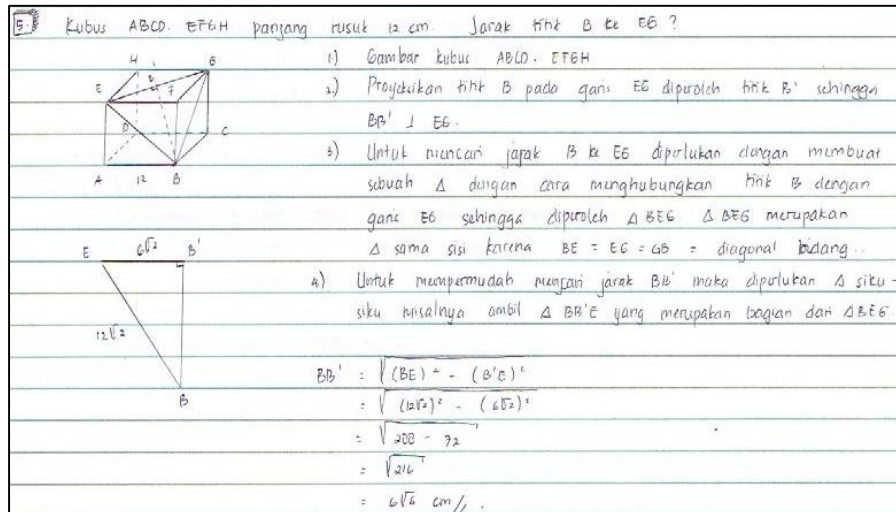 5. Kubus ABCD. EFGH panjang rusuk 12 cm. Jarak titik B ke EG ?
1) Gambar kubus ABCD. EFGH
2) Proyeksikan titik B pada garis EG diperoleh titik B' sehingga
BB' ⊥ EG.
3) Untuk mencari jarak B ke EG diperlukan dengan membuat
sebuah Δ dengan cara menghubungkan titik B dengan
garis EG sehingga diperoleh Δ BEG. Δ BEG merupakan
Δ sama sisi karena BE = EG = GB = diagonal bidang..
4) Untuk mempermudah mencari jarak BB' maka diperlukan Δ siku-
siku misalnya ambil Δ BB'E yang merupakan bagian dari ΔBEG
H G
E F
D C
A 12 B
E 6√2 B'
12√2
B
BB' = √(BE)² - (B'E)²
= √(12√2)² - (6√2)²
= √288 - 72
= √216
= 6√6 cm//.